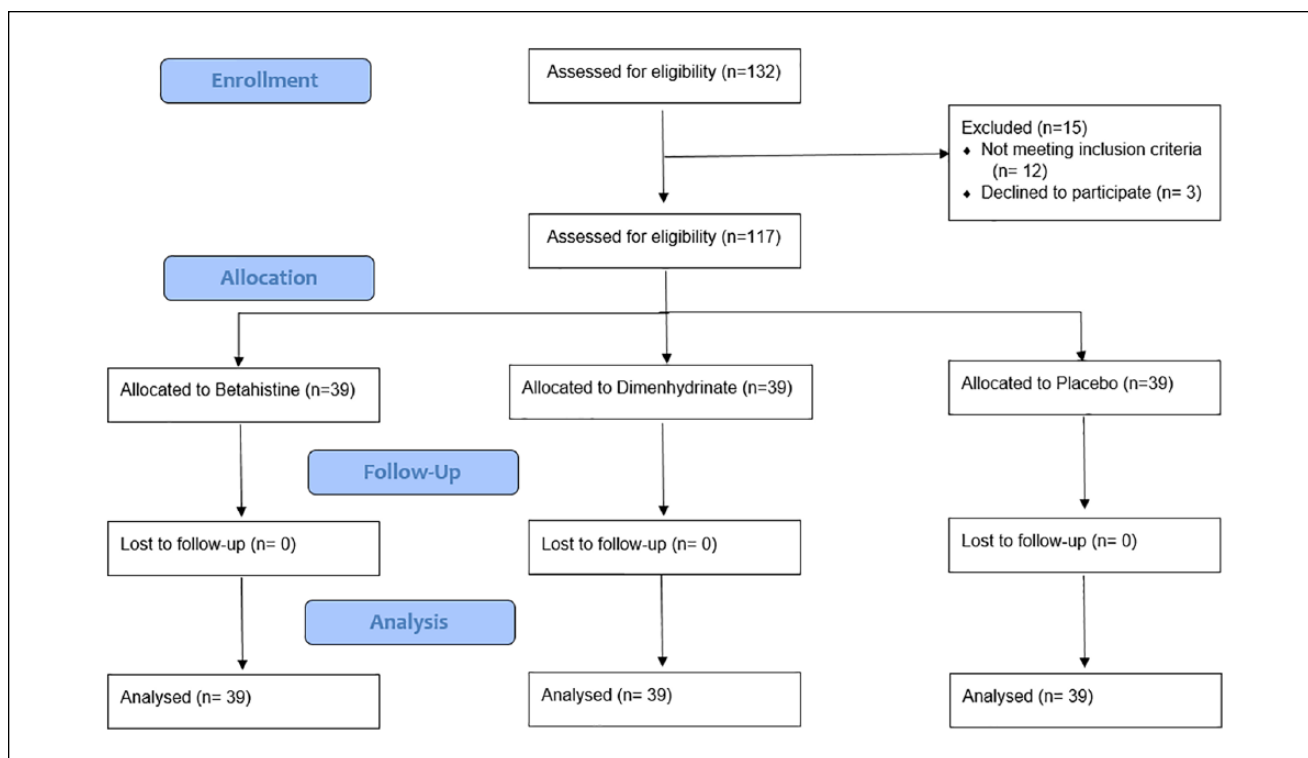 Enrollment
Assessed for eligibility (n=132)
Excluded (n=15)
♦ Not meeting inclusion criteria
(n= 12)
♦ Declined to participate (n= 3)
Assessed for eligibility (n=117)
Allocation
Allocated to Betahistine (n=39)
Allocated to Dimenhydrinate (n=39)
Allocated to Placebo (n=39)
Follow-Up
Lost to follow-up (n= 0)
Lost to follow-up (n= 0)
Lost to follow-up (n= 0)
Analysis
Analysed (n= 39)
Analysed (n= 39)
Analysed (n= 39)